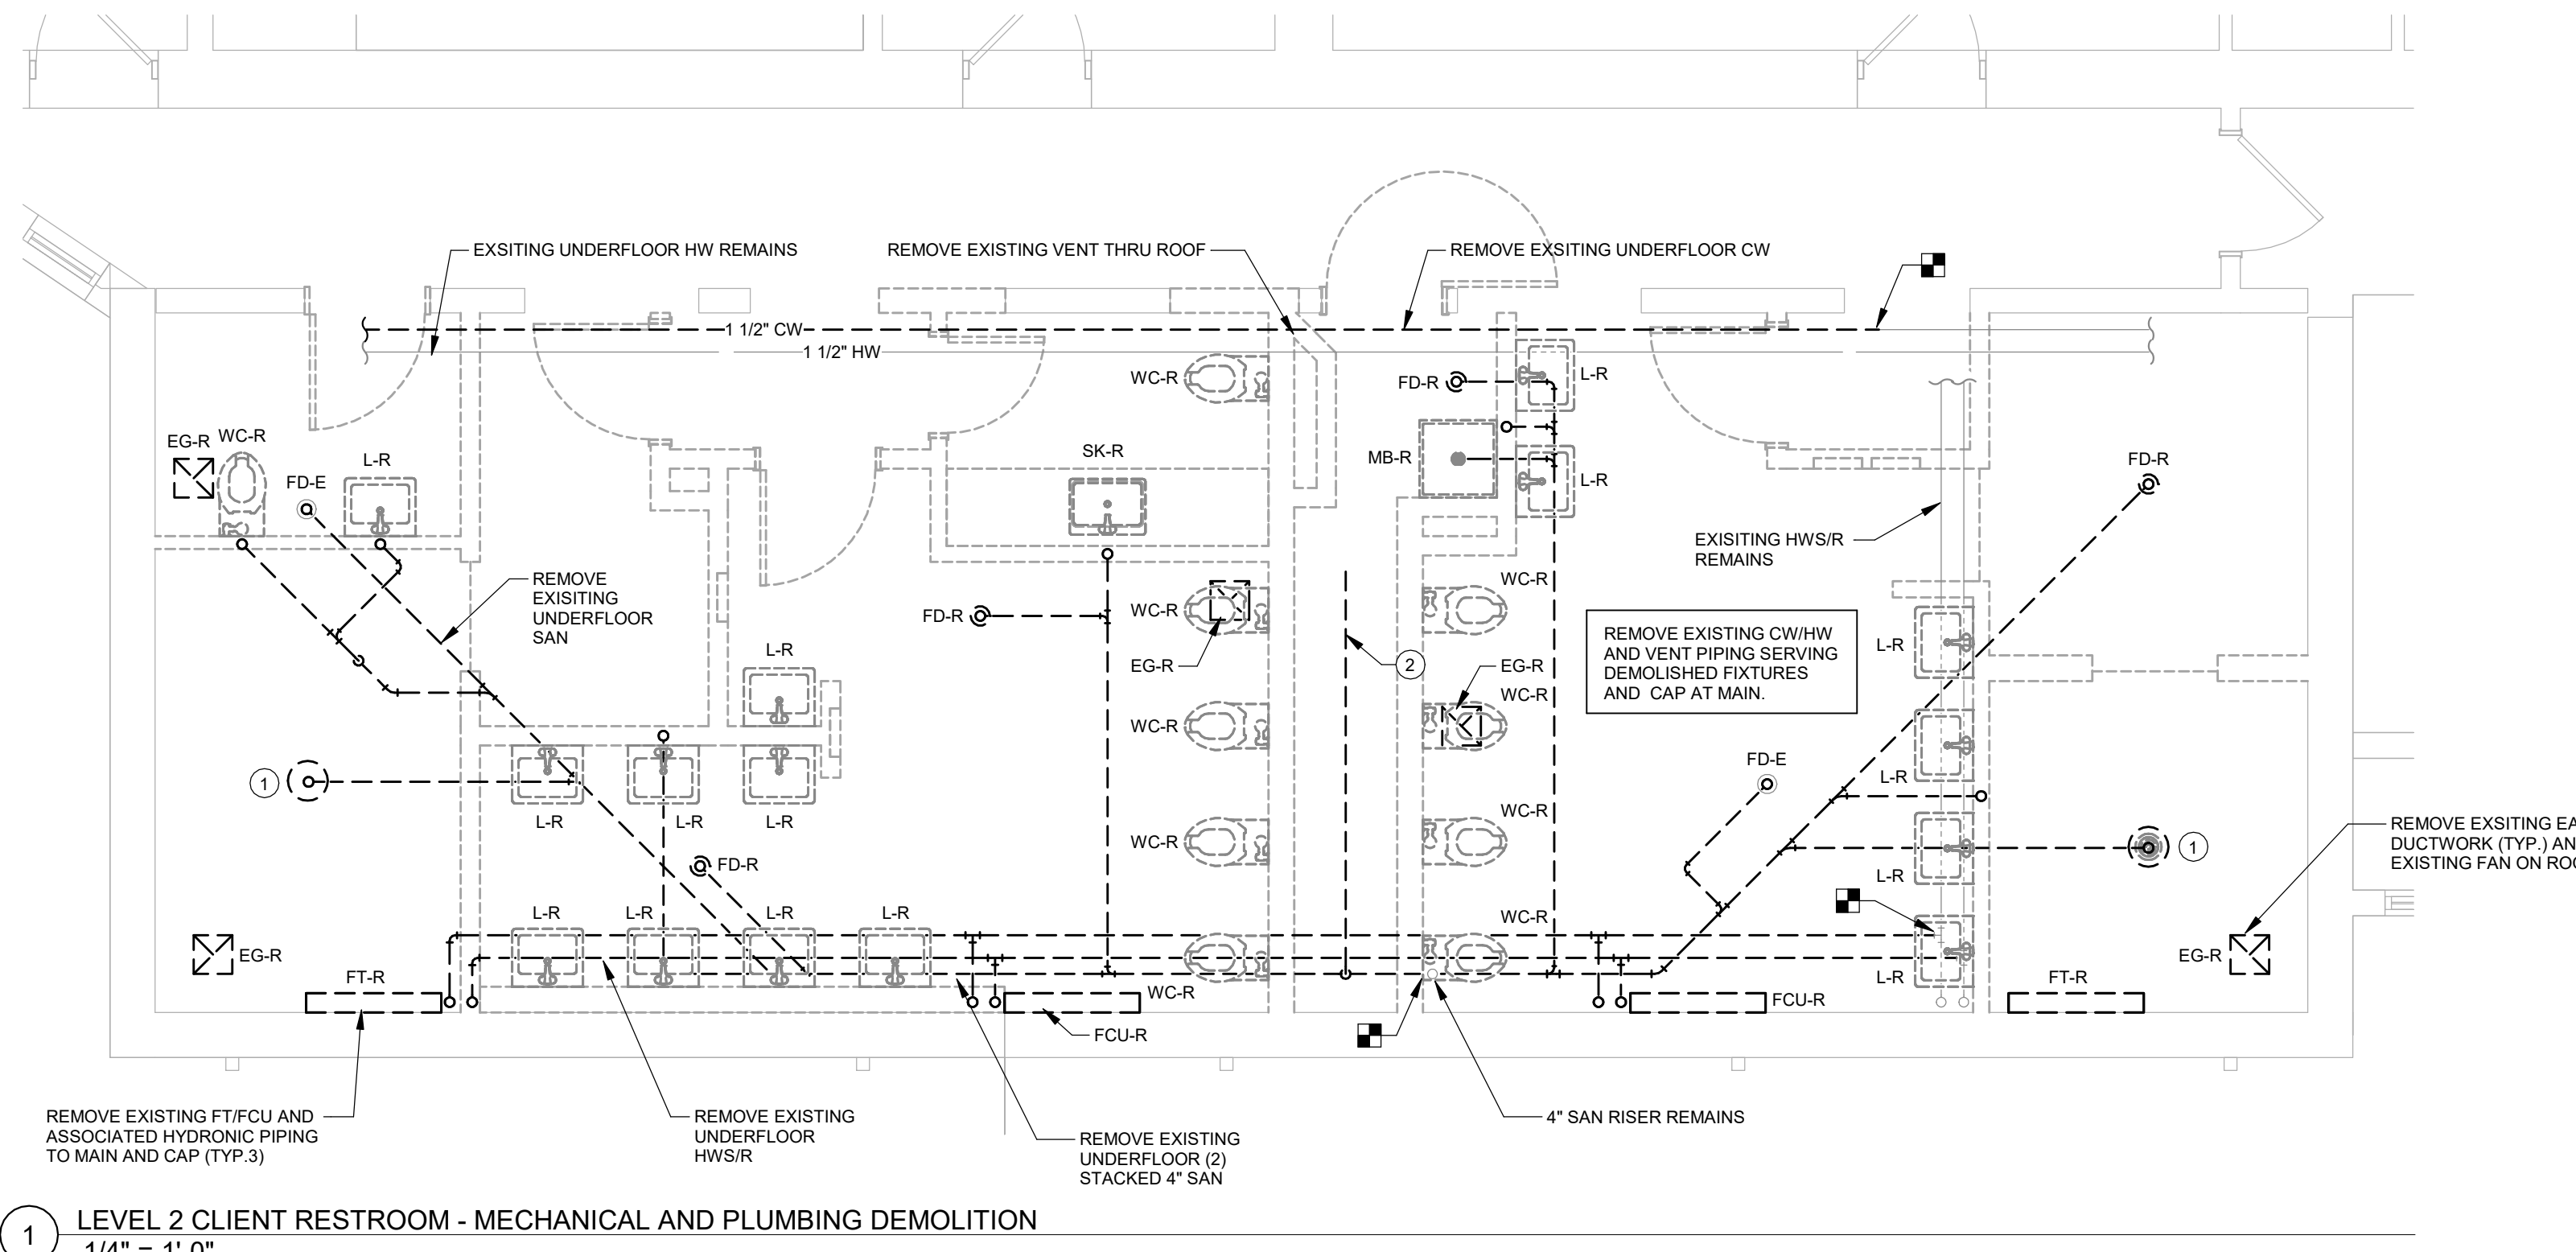 EXSITING UNDERFLOOR HW REMAINS
REMOVE EXISTING VENT THRU ROOF
REMOVE EXSITING UNDERFLOOR CW
1 1/2" CW
1 1/2" HW
WC-R
FD-R
L-R
EG-R
WC-R
L-R
FD-E
SK-R
MB-R
L-R
FD-R
EXISITING HWS/R
REMAINS
REMOVE
EXISITING
UNDERFLOOR
SAN
FD-R
WC-R
EG-R
WC-R
2
REMOVE EXISTING CW/HW
AND VENT PIPING SERVING
DEMOLISHED FIXTURES
AND CAP AT MAIN.
L-R
L-R
EG-R
WC-R
WC-R
1
L-R
L-R
L-R
FD-R
WC-R
WC-R
FD-E
L-R
L-R
1
REMOVE EXSITING EA
DUCTWORK (TYP.) AN
EXISTING FAN ON ROO
L-R
L-R
L-R
L-R
WC-R
EG-R
FT-R
WC-R
FCU-R
FCU-R
L-R
FT-R
EG-R
REMOVE EXISTING FT/FCU AND
ASSOCIATED HYDRONIC PIPING
TO MAIN AND CAP (TYP.3)
REMOVE EXISTING
UNDERFLOOR
HWS/R
REMOVE EXISTING
UNDERFLOOR (2)
STACKED 4" SAN
4" SAN RISER REMAINS
1
LEVEL 2 CLIENT RESTROOM - MECHANICAL AND PLUMBING DEMOLITION
1/4" = 1'-0"